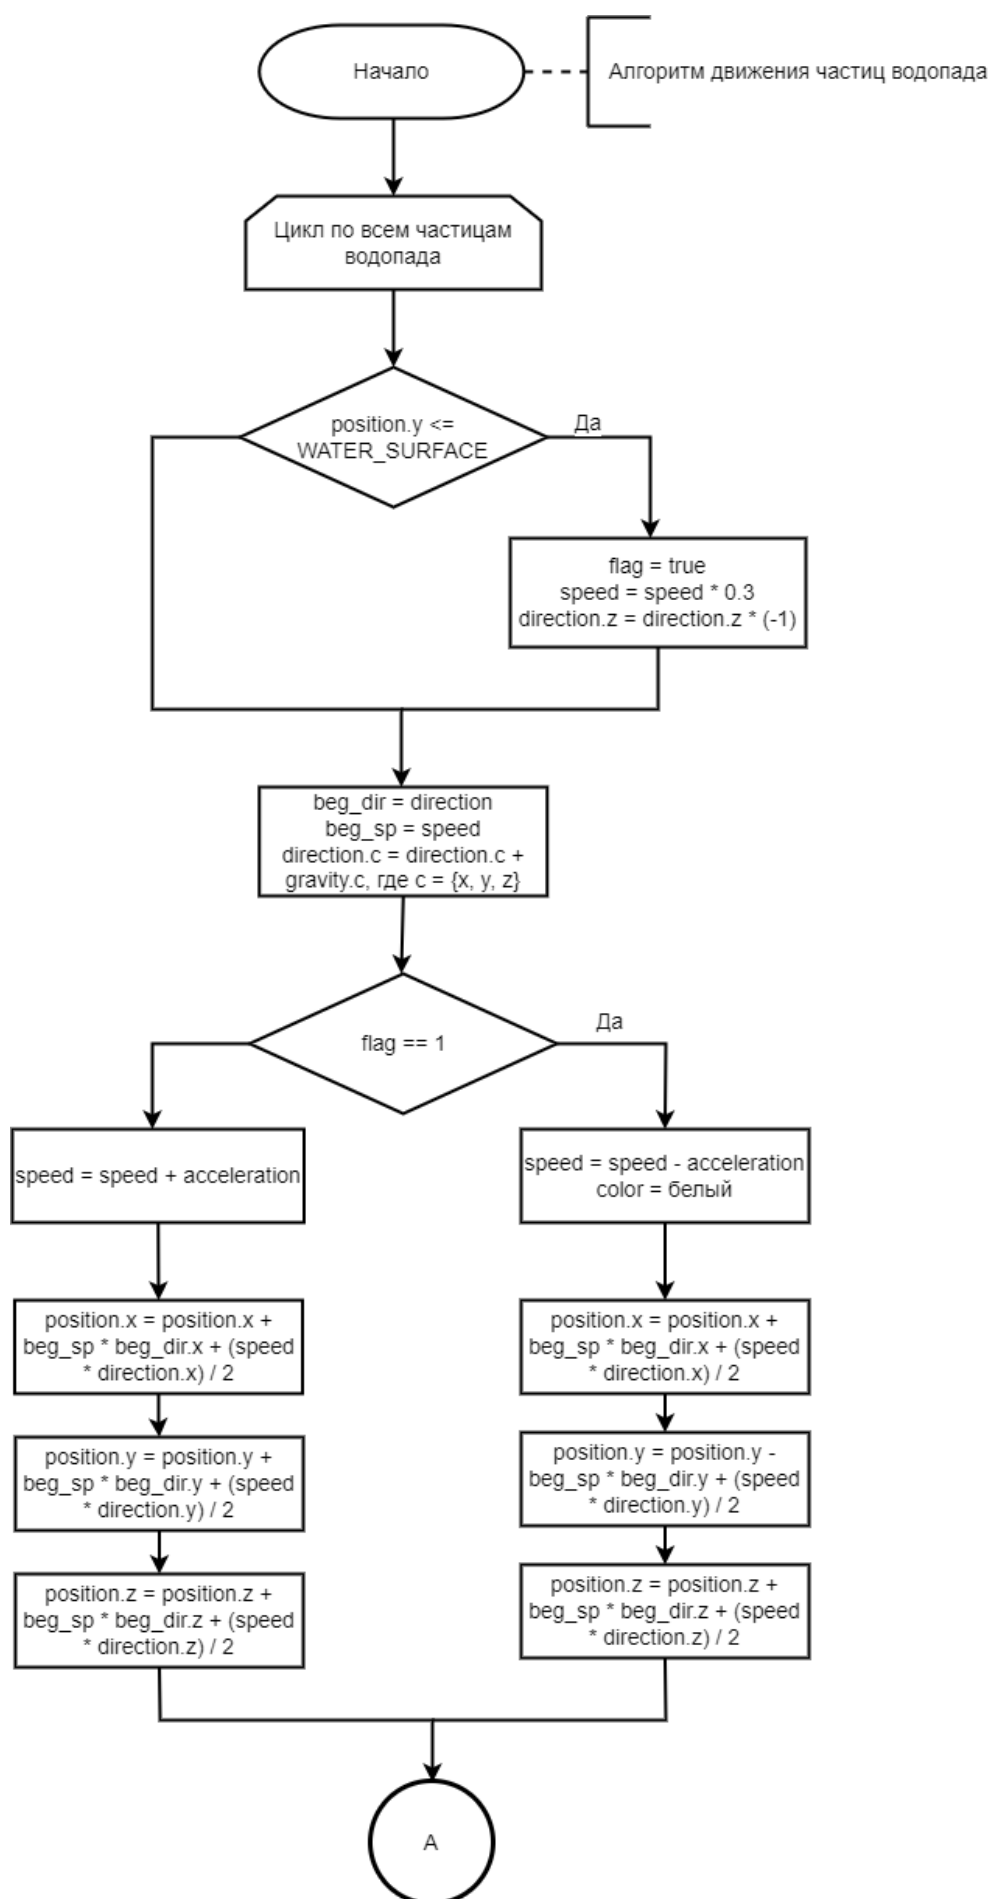 Начало
Алгоритм движения частиц водопада
Цикл по всем частицам
водопада
position.y <=
WATER_SURFACE
Да
flag = true
speed = speed * 0.3
direction.z = direction.z * (-1)
beg_dir = direction
beg_sp = speed
direction.c = direction.c +
gravity.c, где c = {x, y, z}
flag == 1
Да
speed = speed + acceleration
speed = speed - acceleration
color = белый
position.x = position.x +
beg_sp * beg_dir.x + (speed
* direction.x) / 2
position.x = position.x +
beg_sp * beg_dir.x + (speed
* direction.x) / 2
position.y = position.y +
beg_sp * beg_dir.y + (speed
* direction.y) / 2
position.y = position.y -
beg_sp * beg_dir.y + (speed
* direction.y) / 2
position.z = position.z +
beg_sp * beg_dir.z + (speed
* direction.z) / 2
position.z = position.z +
beg_sp * beg_dir.z + (speed
* direction.z) / 2
А